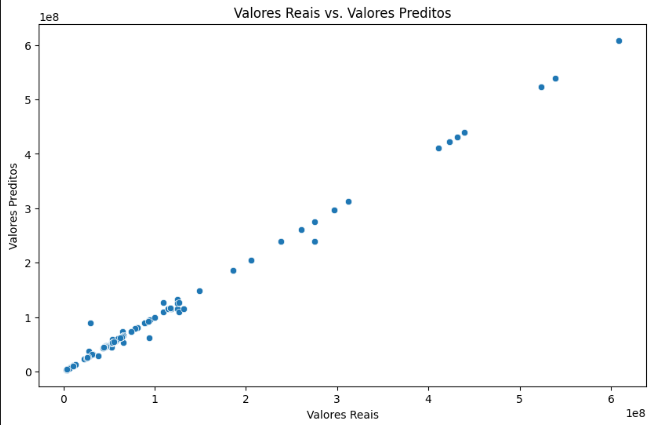 Valores Reais vs. Valores Preditos
1e8
6
5
4
3
2
1
0
Valores Preditos
0 1 2 3 4 5 6
1e8
Valores Reais